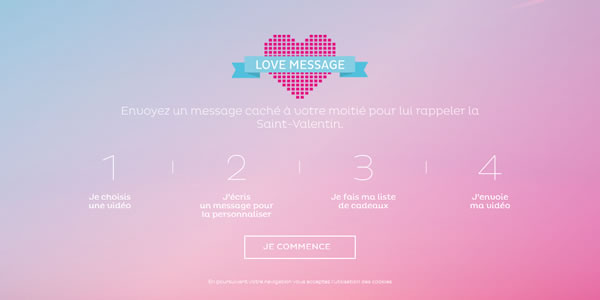 LOVE MESSAGE
Envoyez un message caché à votre moitié pour lui rappeler la
Saint-Valentin.
1
2
3
4
Je choisis
une vidéo
J'écris
un message pour
la personnaliser
Je fais ma liste
de cadeaux
J'envoie
ma vidéo
JE COMMENCE
En poursuivant votre navigation vous acceptez l'utilisation des cookies